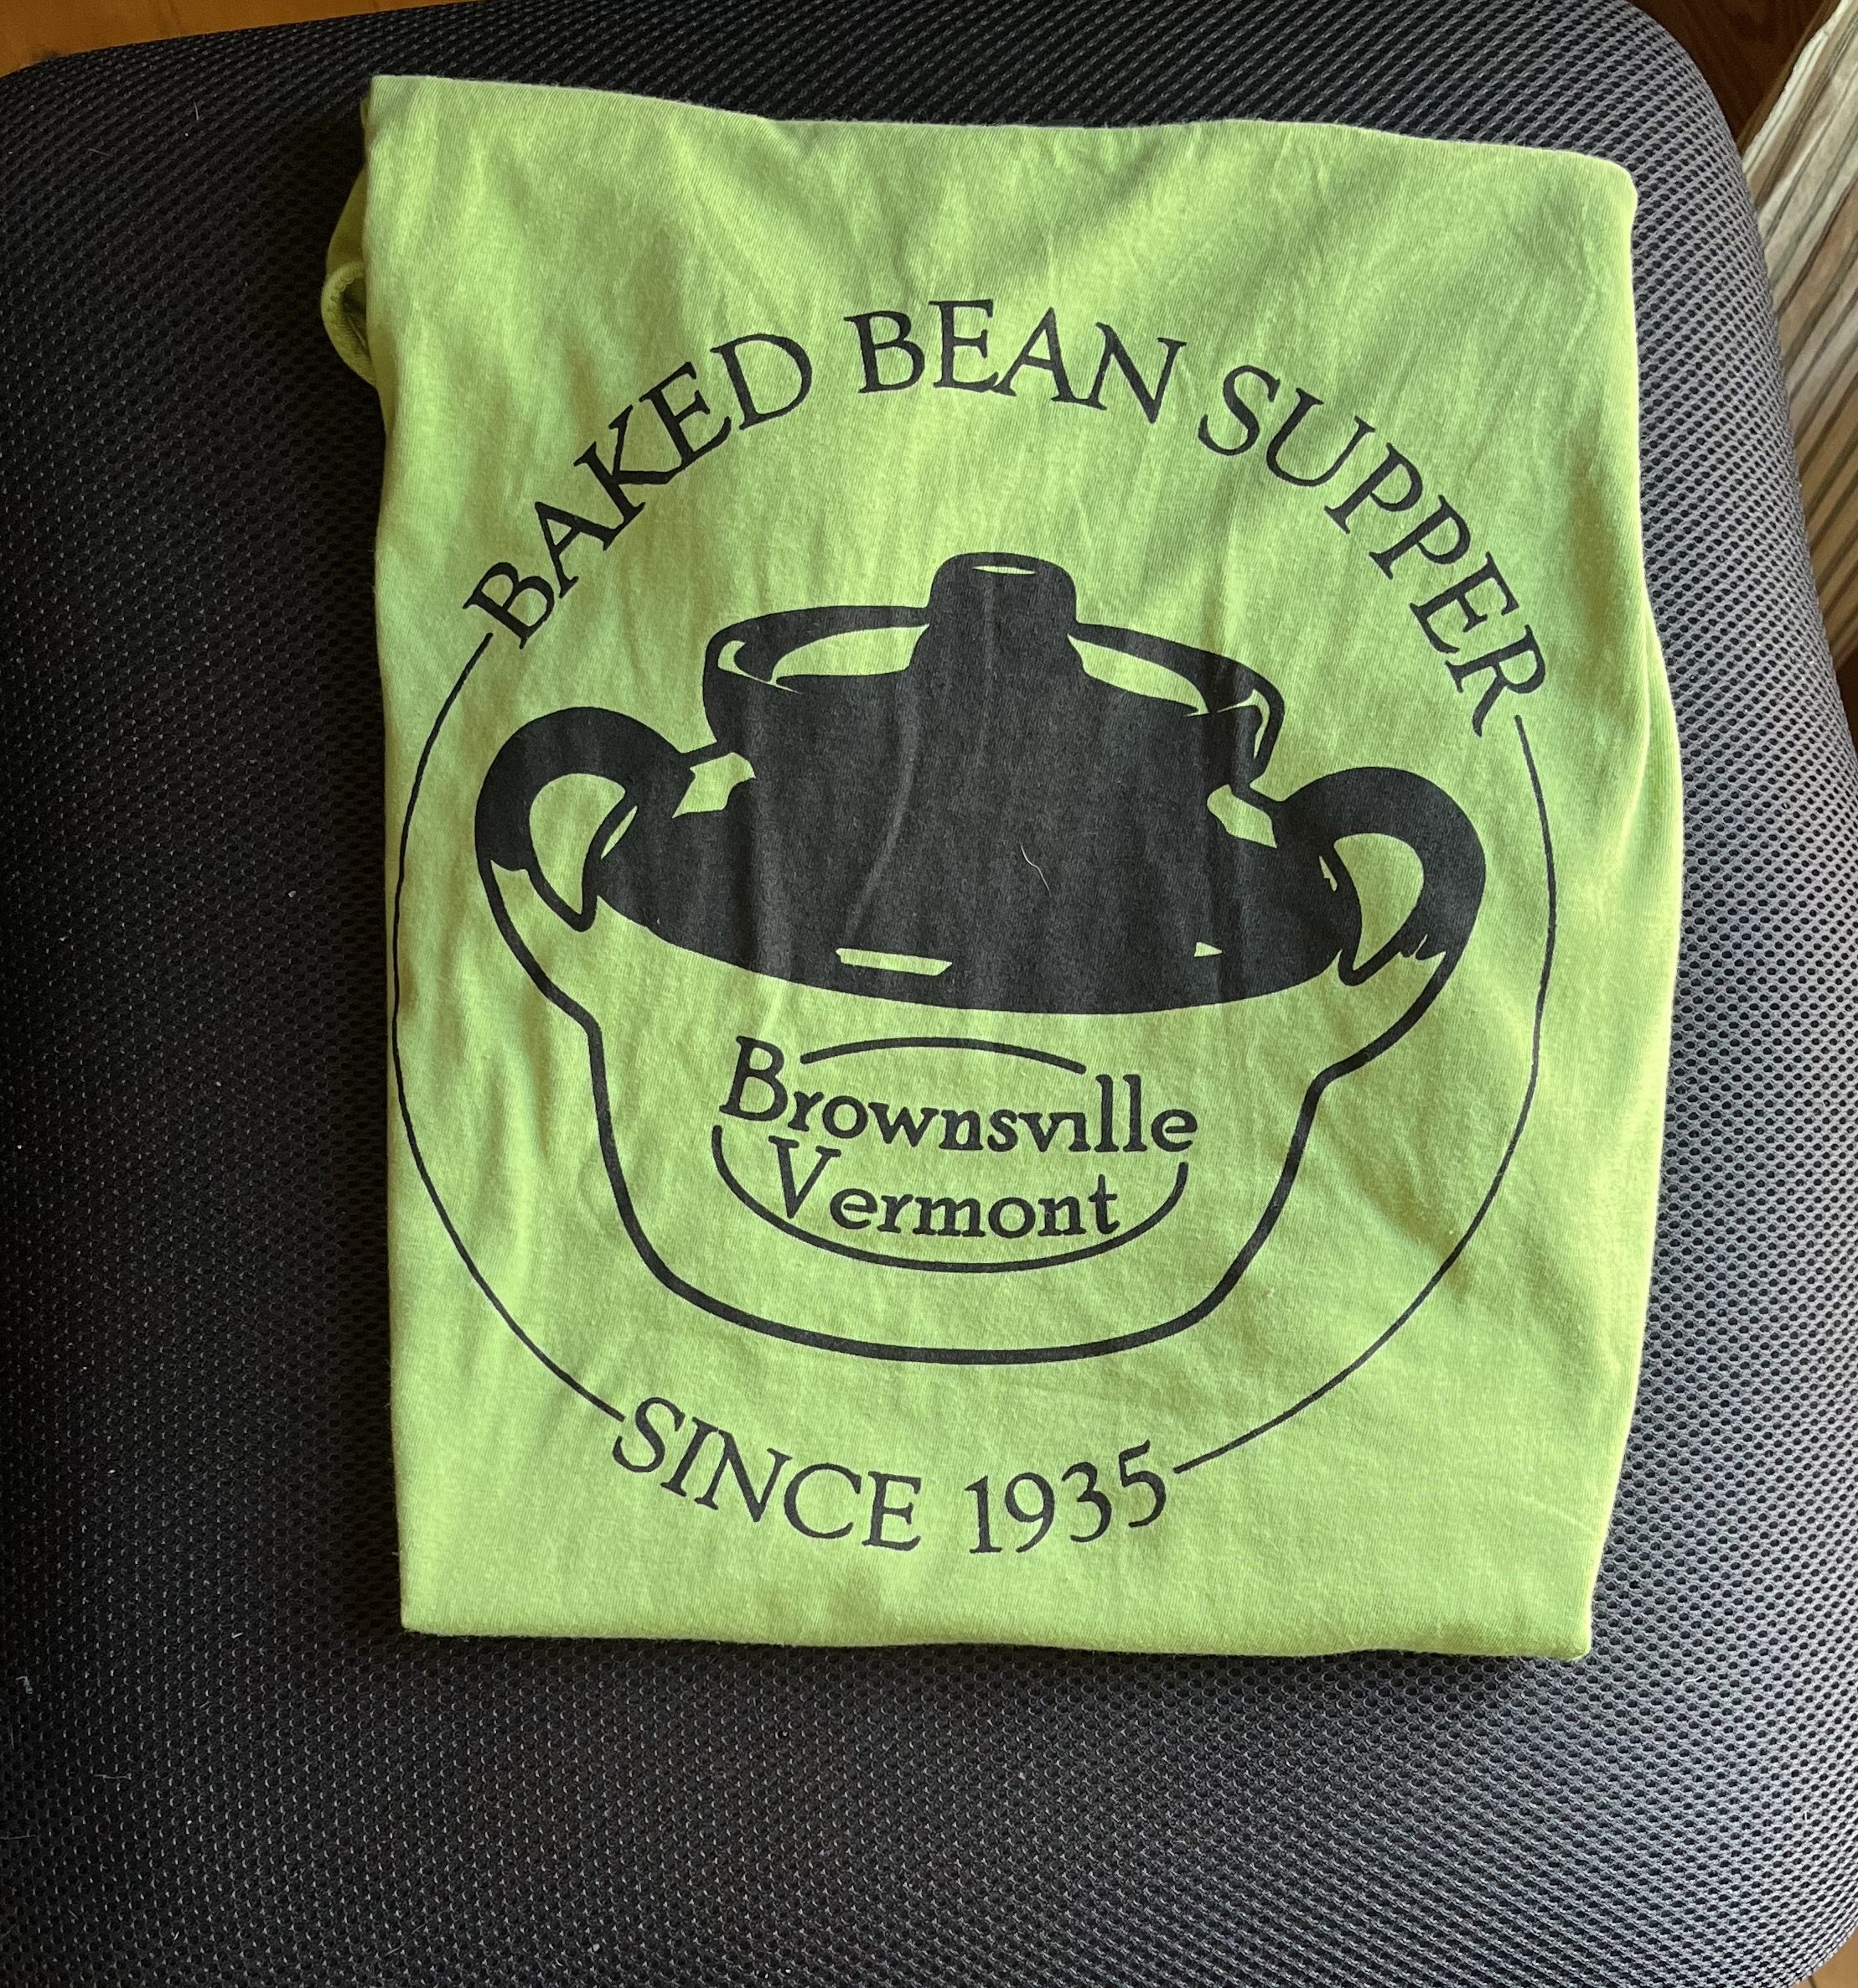 BAKED BEAN SUPPER
Brownsville
Vermont
SINCE 1935